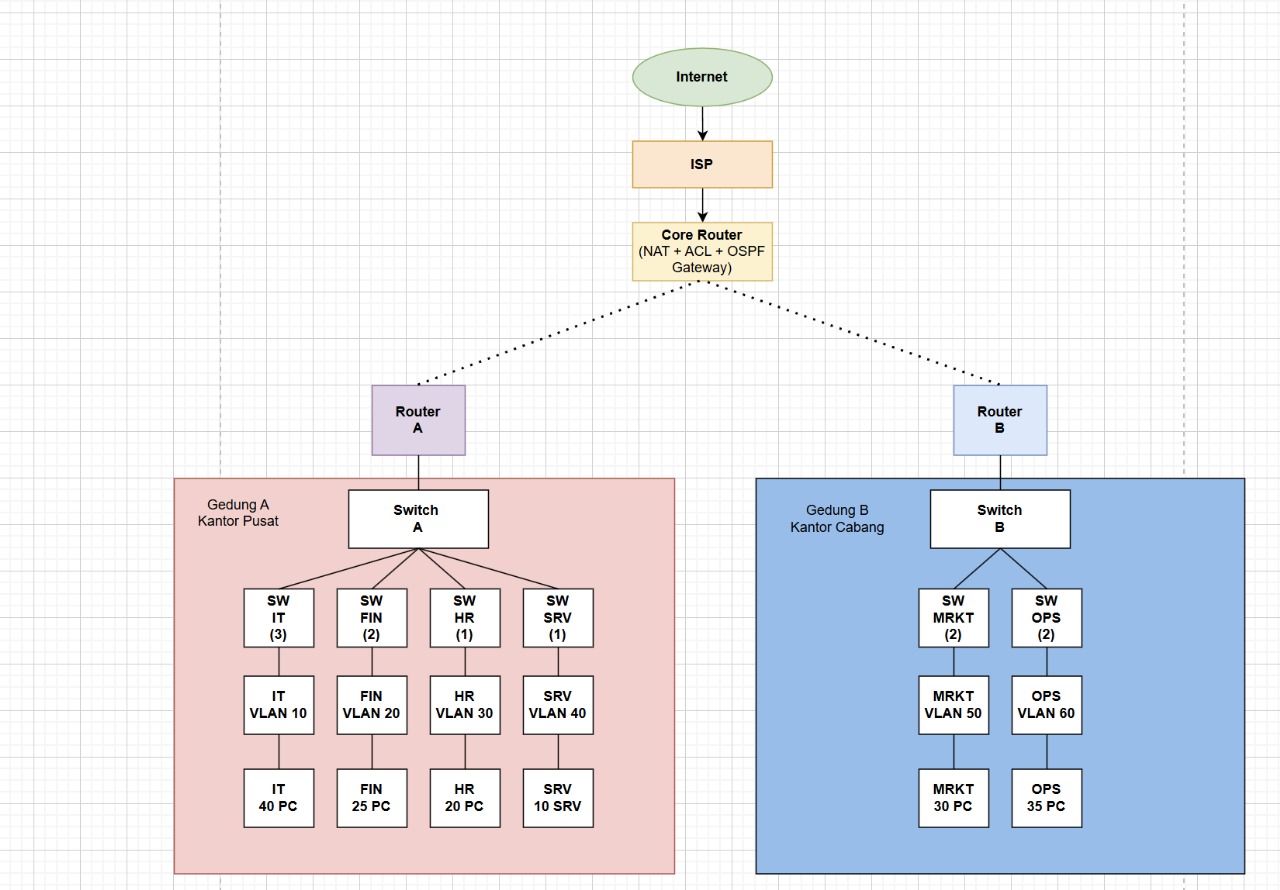 Internet
ISP
Core Router
(NAT + ACL + OSPF
Gateway)
Router
A
Router
B
Gedung A
Kantor Pusat
Switch
A
Gedung B
Kantor Cabang
Switch
B
SW
IT
(3)
SW
FIN
(2)
SW
HR
(1)
SW
SRV
(1)
SW
MRKT
(2)
SW
OPS
(2)
IT
VLAN 10
FIN
VLAN 20
HR
VLAN 30
SRV
VLAN 40
MRKT
VLAN 50
OPS
VLAN 60
IT
40 PC
FIN
25 PC
HR
20 PC
SRV
10 SRV
MRKT
30 PC
OPS
35 PC